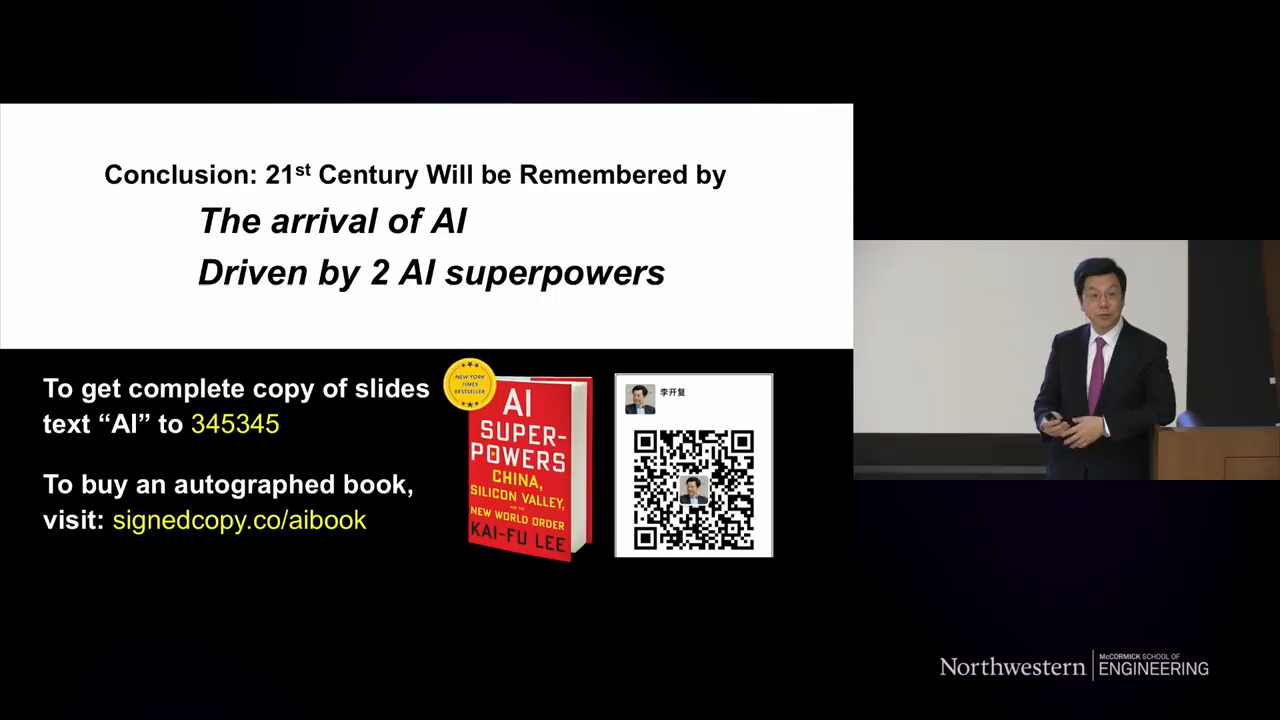 Conclusion: 21st Century Will be Remembered by
The arrival of AI
Driven by 2 AI superpowers
To get complete copy of slides
text “AI” to 345345
To buy an autographed book,
visit: signedcopy.co/aibook
NEW YORK
TIMES
BESTSELLER
AI
SUPER-
POWERS
CHINA,
SILICON VALLEY,
AND THE
NEW WORLD ORDER
KAI-FU LEE
李开复
Northwestern
McCORMICK SCHOOL OF
ENGINEERING